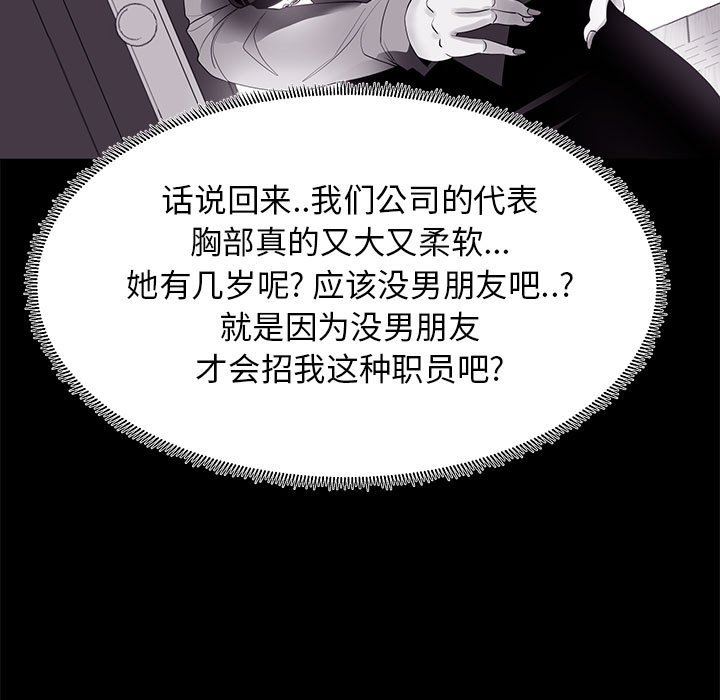 话说回来..我们公司的代表
胸部真的又大又柔软...
她有几岁呢? 应该没男朋友吧..?
就是因为没男朋友
才会招我这种职员吧?